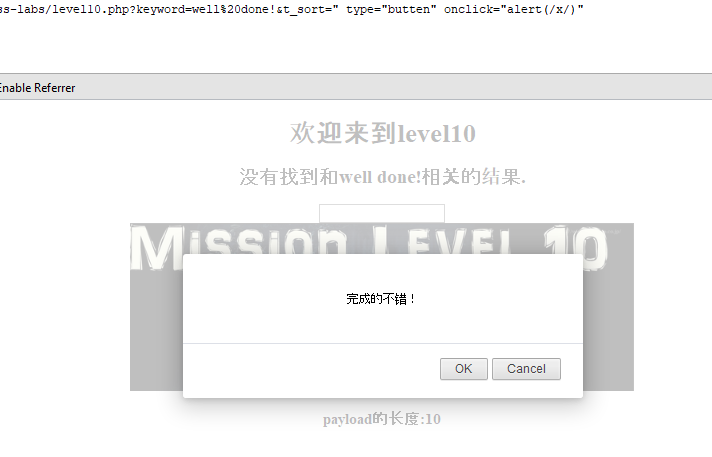 ss-labs/level10.php?keyword=well%20done!&t_sort=" type="butten" onclick="alert(/x/)"
Enable Referrer
欢迎来到level10
没有找到和well done!相关的结果.
Mission Level 10
完成的不错！
OK Cancel
payload的长度:10